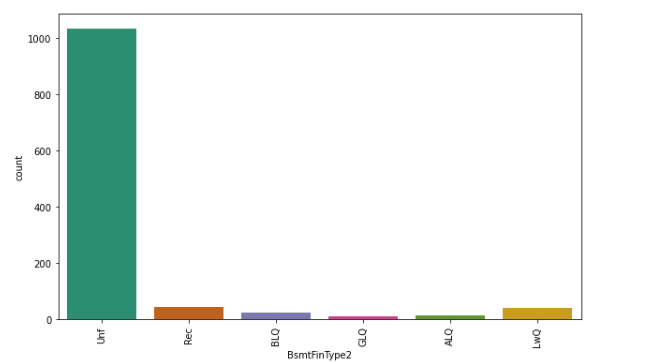 1000
800
600
400
200
0
count
Unf
Rec
BLQ
GLQ
ALQ
LwQ
BsmtFinType2